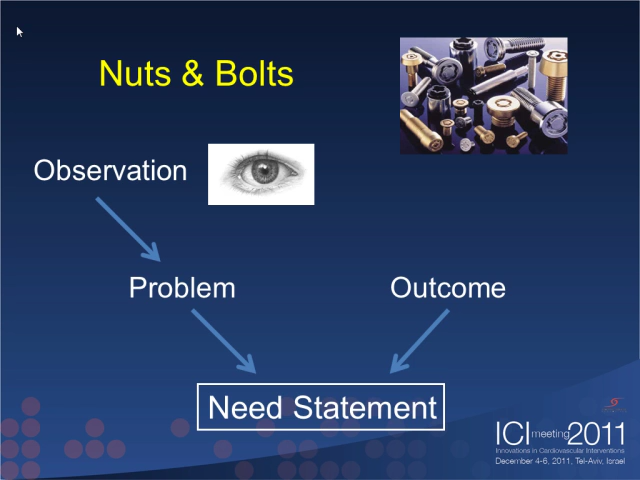 Nuts & Bolts
Observation
Problem
Outcome
Need Statement
ICI meeting 2011
Innovations in Cardiovascular Interventions
December 4-6, 2011, Tel-Aviv, Israel